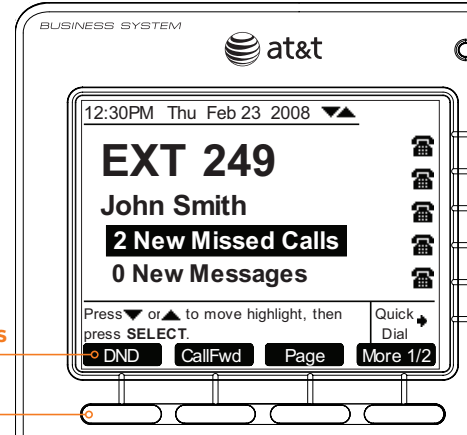 BUSINESS SYSTEM
at&t
12:30PM Thu Feb 23 2008 ▼▲
EXT 249
John Smith
2 New Missed Calls
0 New Messages
Press▼ or▲ to move highlight, then
press SELECT.
Quick
Dial
s
DND CallFwd Page More 1/2